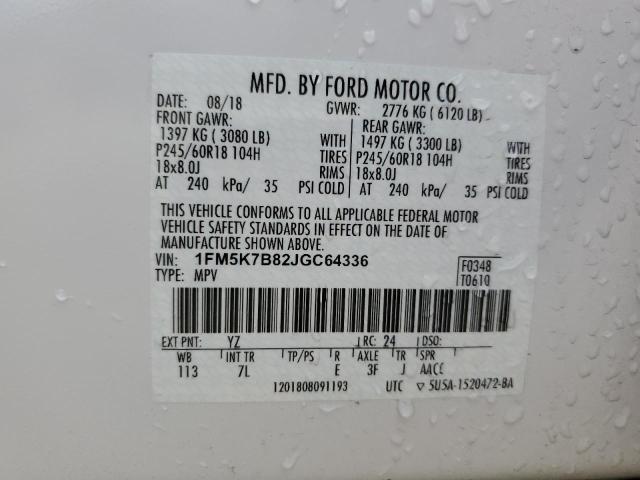 MFD. BY FORD MOTOR CO.
DATE: 08/18 GVWR: 2776 KG ( 6120 LB)
FRONT GAWR: REAR GAWR:
1397 KG ( 3080 LB) WITH 1497 KG ( 3300 LB) WITH
P245/60R18 104H TIRES P245/60R18 104H TIRES
18x8.0J RIMS 18x8.0J RIMS
AT 240 kPa/ 35 PSI COLD AT 240 kPa/ 35 PSI COLD
THIS VEHICLE CONFORMS TO ALL APPLICABLE FEDERAL MOTOR
VEHICLE SAFETY STANDARDS IN EFFECT ON THE DATE OF
MANUFACTURE SHOWN ABOVE.
VIN: 1FM5K7B82JGC64336 F0348
TYPE: MPV T0610
EXT PNT: YZ RC: 24 DSO:
WB INT TR TP/PS R AXLE TR SPR
113 7L E 3F J AACC
1201808091193 UTC ▽ 5U5A-1520472-BA